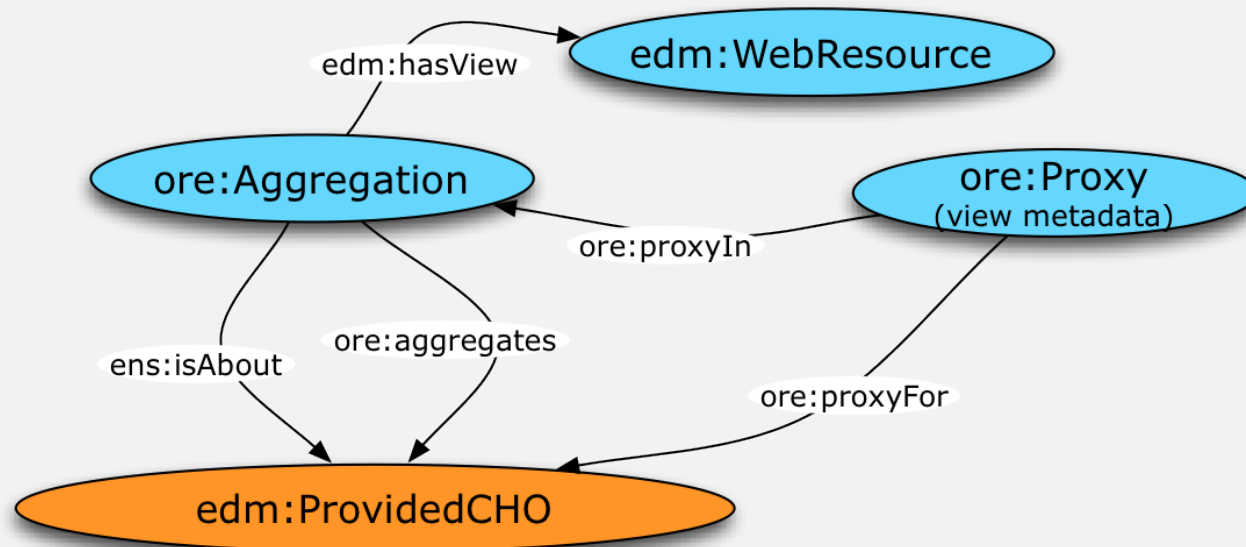 edm:WebResource
edm:hasView
ore:Aggregation
ore:Proxy
(view metadata)
ore:proxyIn
ore:aggregates
ens:isAbout
ore:proxyFor
edm:ProvidedCHO